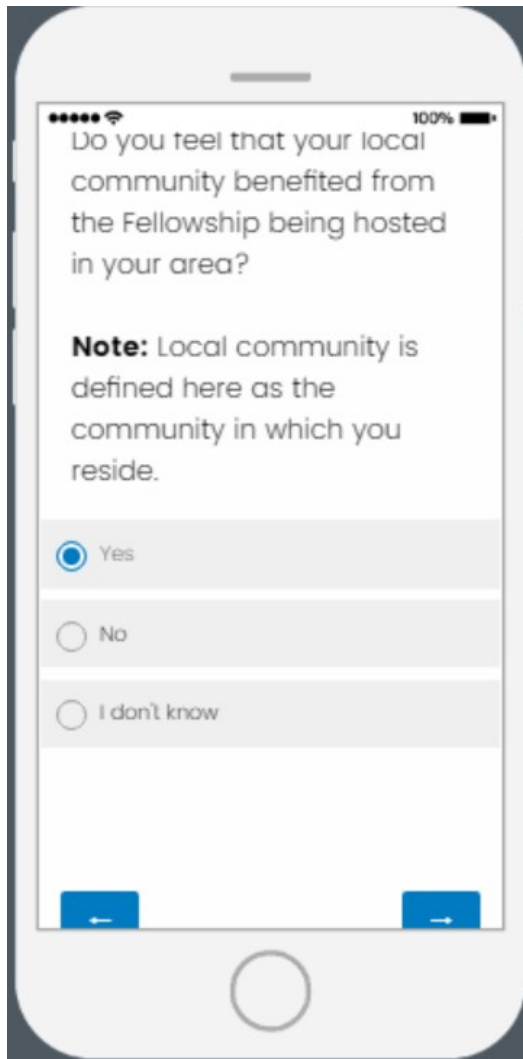 100%
Do you feel that your local
community benefited from
the Fellowship being hosted
in your area?
Note: Local community is
defined here as the
community in which you
reside.
Yes
No
I don't know